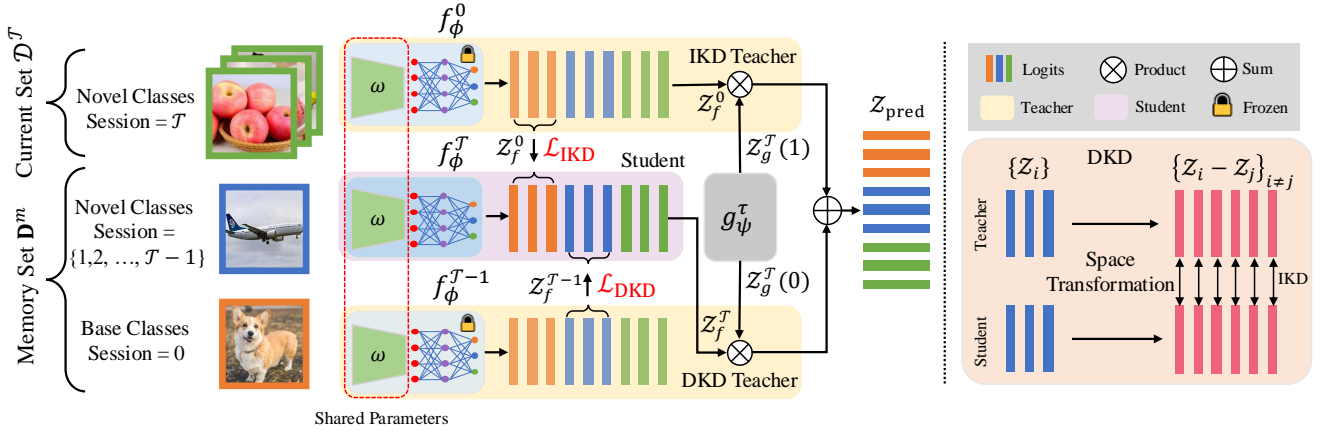 Current Set 𝒟^𝒯
Novel Classes
Session = 𝒯
Memory Set 𝐃^m
Novel Classes
Session =
{1,2, …, 𝒯 − 1}
Base Classes
Session = 0
f_ϕ^0
ω
IKD Teacher
𝒵_f^0
𝒵_f^0
ℒ_IKD
𝒵_g^𝒯(1)
f_ϕ^𝒯
Student
ω
g_ψ^τ
f_ϕ^{𝒯−1}
𝒵_f^{𝒯−1}
ℒ_DKD
𝒵_g^𝒯(0)
𝒵_f^𝒯
ω
DKD Teacher
Shared Parameters
𝒵_pred
Logits
Product
Sum
Teacher
Student
Frozen
DKD
{𝒵_i}
{𝒵_i − 𝒵_j}_{i≠j}
Teacher
Space
Transformation
IKD
Student